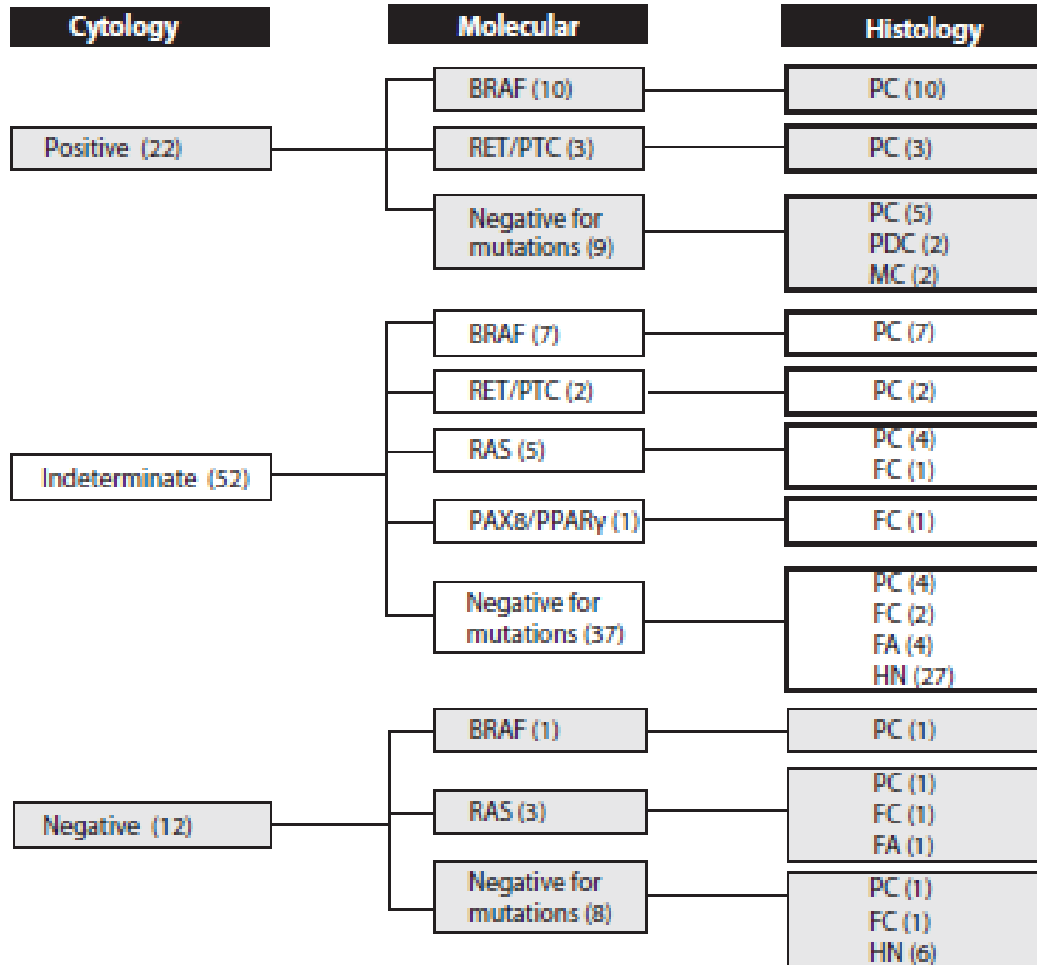 Cytology
Molecular
Histology
Positive (22)
BRAF (10)
PC (10)
RET/PTC (3)
PC (3)
Negative for
mutations (9)
PC (5)
PDC (2)
MC (2)
Indeterminate (52)
BRAF (7)
PC (7)
RET/PTC (2)
PC (2)
RAS (5)
PC (4)
FC (1)
PAX8/PPARγ (1)
FC (1)
Negative for
mutations (37)
PC (4)
FC (2)
FA (4)
HN (27)
Negative (12)
BRAF (1)
PC (1)
RAS (3)
PC (1)
FC (1)
FA (1)
Negative for
mutations (8)
PC (1)
FC (1)
HN (6)